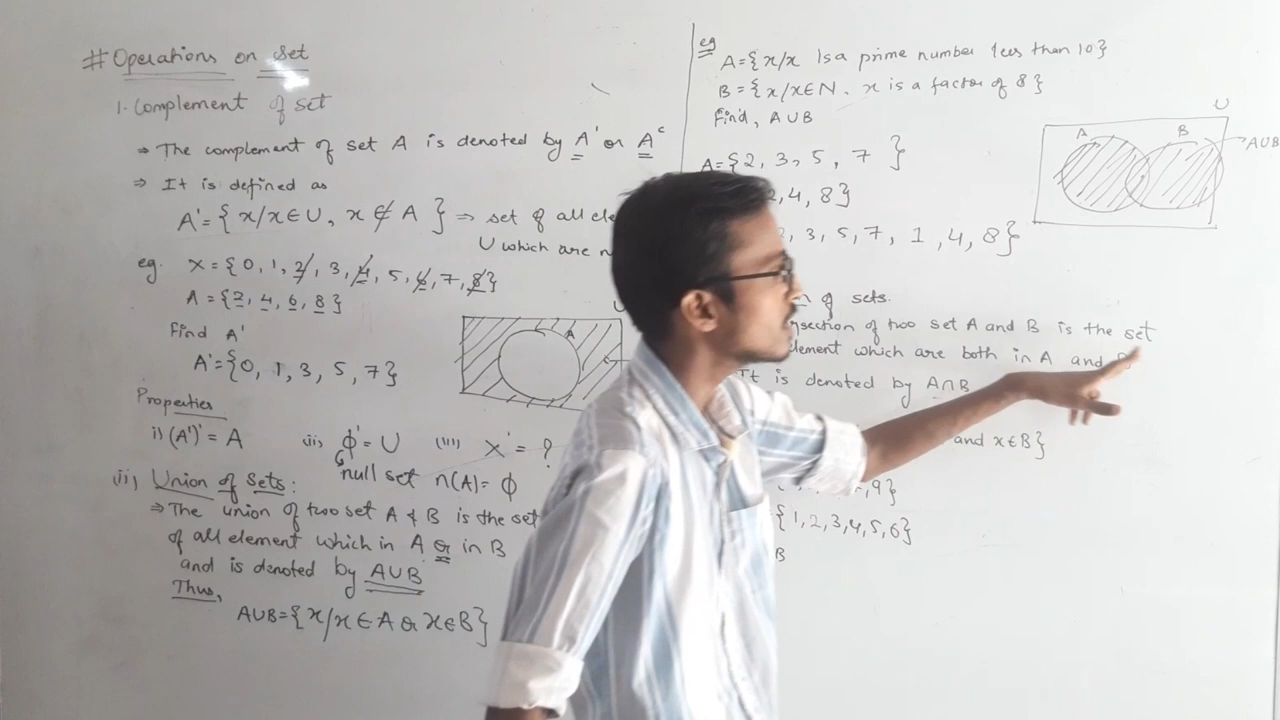 # Operations on set
1. Complement of set
⇒ The complement of set A is denoted by A' or Aᶜ
⇒ It is defined as
A' = { x/x ∈ U, x ∉ A } ⇒ set of all ele
U which are n
eg. X = {0, 1, 2, 3, 4, 5, 6, 7, 8}
A = {2, 4, 6, 8}
Find A'
A' = {0, 1, 3, 5, 7}
U
A
Properties
i) (A')' = A (ii) ϕ' = U (iii) X' = ?
null set n(A) = ϕ
(ii) Union of Sets:
⇒ The union of two set A & B is the set
of all element which in A or in B
and is denoted by A∪B
Thus,
A∪B = { x/x ∈ A or x ∈ B }
eg
A = { x/x is a prime number less than 10 }
B = { x/x ∈ N, x is a factor of 8 }
Find, A∪B
A = {2, 3, 5, 7 }
, 4, 8}
, 3, 5, 7, 1, 4, 8}
U
A B
A∪B
of sets.
section of two set A and B is the set
element which are both in A and B
It is denoted by A∩B
and x ∈ B }
, 9}
{1, 2, 3, 4, 5, 6}
B